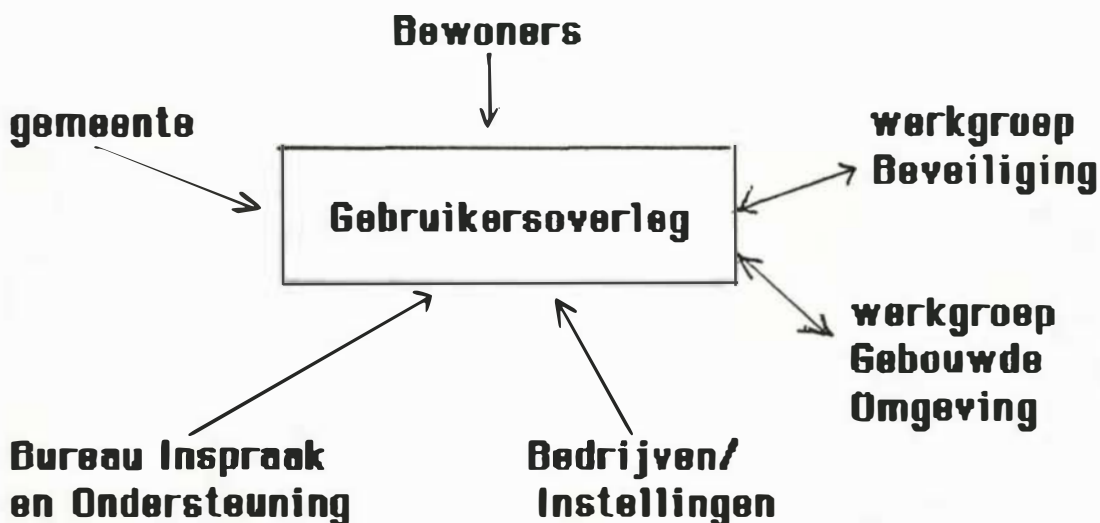 Bewoners
gemeente
werkgroep
Beveiliging
Gebruikersoverleg
werkgroep
Gebouwde
Omgeving
Bureau Inspraak
en Ondersteuning
Bedrijven/
Instellingen